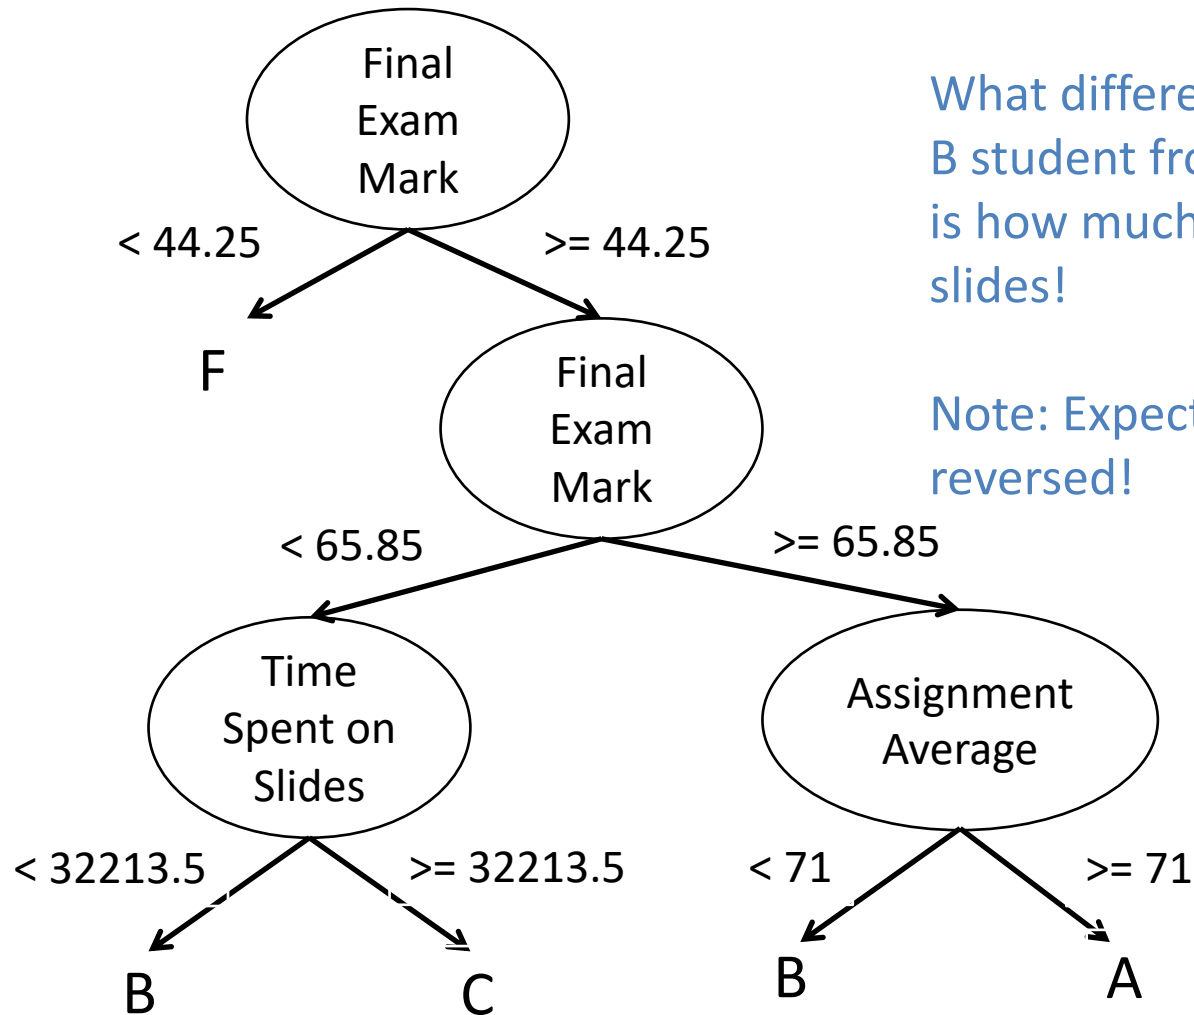 Final
Exam
Mark
< 44.25
>= 44.25
F
Final
Exam
Mark
< 65.85
>= 65.85
Time
Spent on
Slides
Assignment
Average
< 32213.5
>= 32213.5
< 71
>= 71
B
C
B
A
What differe
B student fro
is how much
slides!
Note: Expect
reversed!